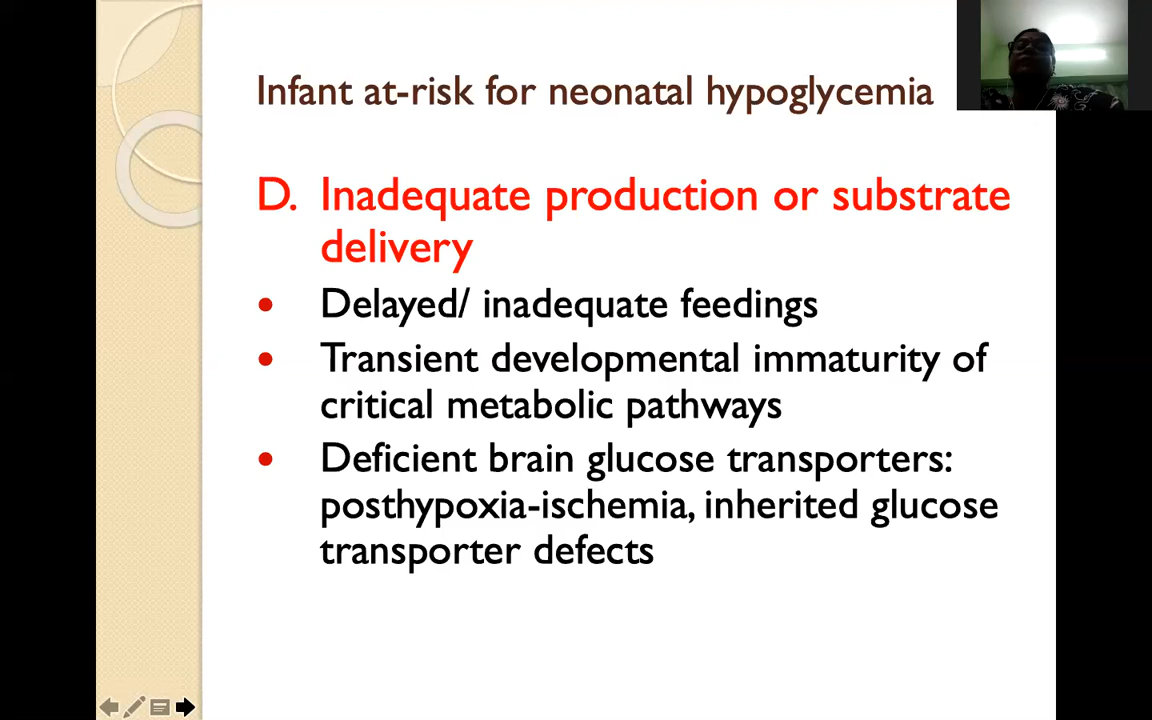 Infant at-risk for neonatal hypoglycemia
D. Inadequate production or substrate
delivery
• Delayed/ inadequate feedings
• Transient developmental immaturity of
critical metabolic pathways
• Deficient brain glucose transporters:
posthypoxia-ischemia, inherited glucose
transporter defects